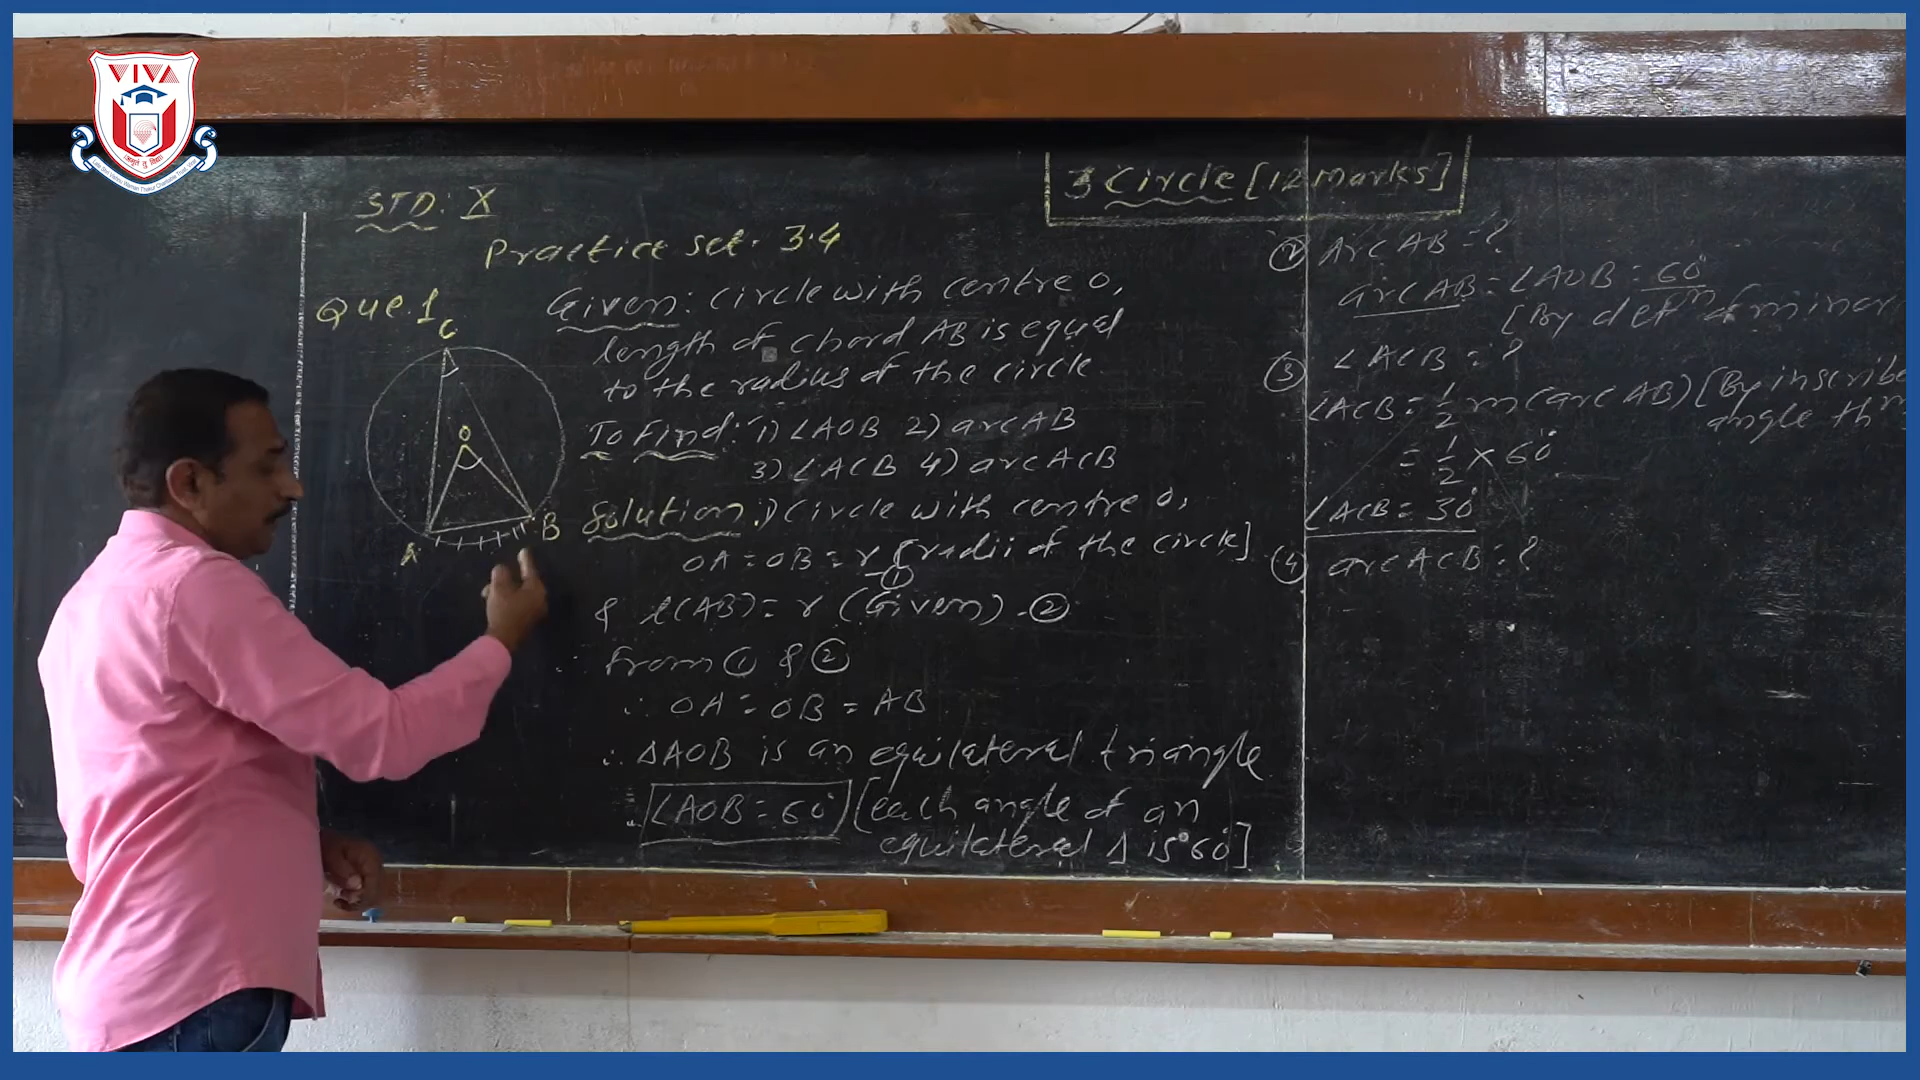 VIVA
STD: X
3 Circle [12 Marks]
Practice set. 3.4
Que. 1
C
O
A
B
Given: circle with centre O,
length of chord AB is equal
to the radius of the circle.
To Find: 1) ∠AOB 2) arc AB
3) ∠ACB 4) arc ACB
Solution: 1) Circle with centre O,
OA = OB = r [radii of the circle]
①
& l(AB) = r (Given) - ②
∴ From ① & ②
∴ OA = OB = AB
∴ ΔAOB is an equilateral triangle
∴ ∠AOB = 60° [each angle of an
equilateral Δ is 60°]
② Arc AB = ?
arc AB = ∠AOB = 60°
[By defⁿ of minor
③ ∠ACB = ?
∠ACB = 1/2 m(arc AB) [By inscribe
angle thm
= 1/2 × 60°
∠ACB = 30°
④ arc ACB = ?